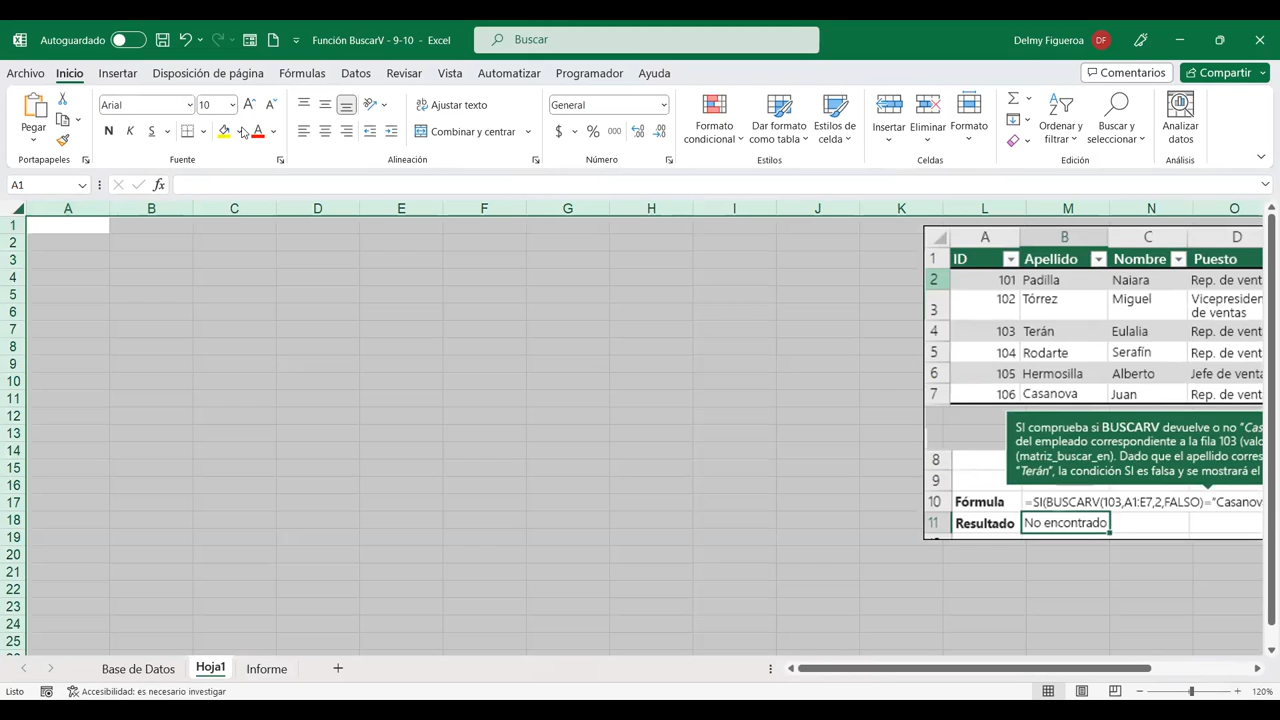 Autoguardado
Función BuscarV - 9-10 - Excel
Buscar
Delmy Figueroa DF
Archivo Inicio Insertar Disposición de página Fórmulas Datos Revisar Vista Automatizar Programador Ayuda
Comentarios Compartir
Pegar
Arial 10
N K S
Ajustar texto
Combinar y centrar
General
$ % 000
Formato condicional
Dar formato como tabla
Estilos de celda
Insertar Eliminar Formato
Ordenar y filtrar
Buscar y seleccionar
Analizar datos
Portapapeles Fuente Alineación Número Estilos Celdas Edición Análisis
A1 fx
A B C D E F G H I J K L M N O
1
2
3
4
5
6
7
8
9
10
11
12
13
14
15
16
17
18
19
20
21
22
23
24
25
A B C D
1 ID Apellido Nombre Puesto
2 101 Padilla Naiara Rep. de vent
3 102 Tórrez Miguel Vicepresiden
de ventas
4 103 Terán Eulalia Rep. de vent
5 104 Rodarte Serafín Rep. de vent
6 105 Hermosilla Alberto Jefe de venta
7 106 Casanova Juan Rep. de vent
SI comprueba si BUSCARV devuelve o no "Cas
del empleado correspondiente a la fila 103 (valo
(matriz_buscar_en). Dado que el apellido corres
"Terán", la condición SI es falsa y se mostrará el
8
9
10 Fórmula =SI(BUSCARV(103,A1:E7,2,FALSO)="Casanov
11 Resultado No encontrado
Base de Datos Hoja1 Informe
Listo Accesibilidad: es necesario investigar 120%